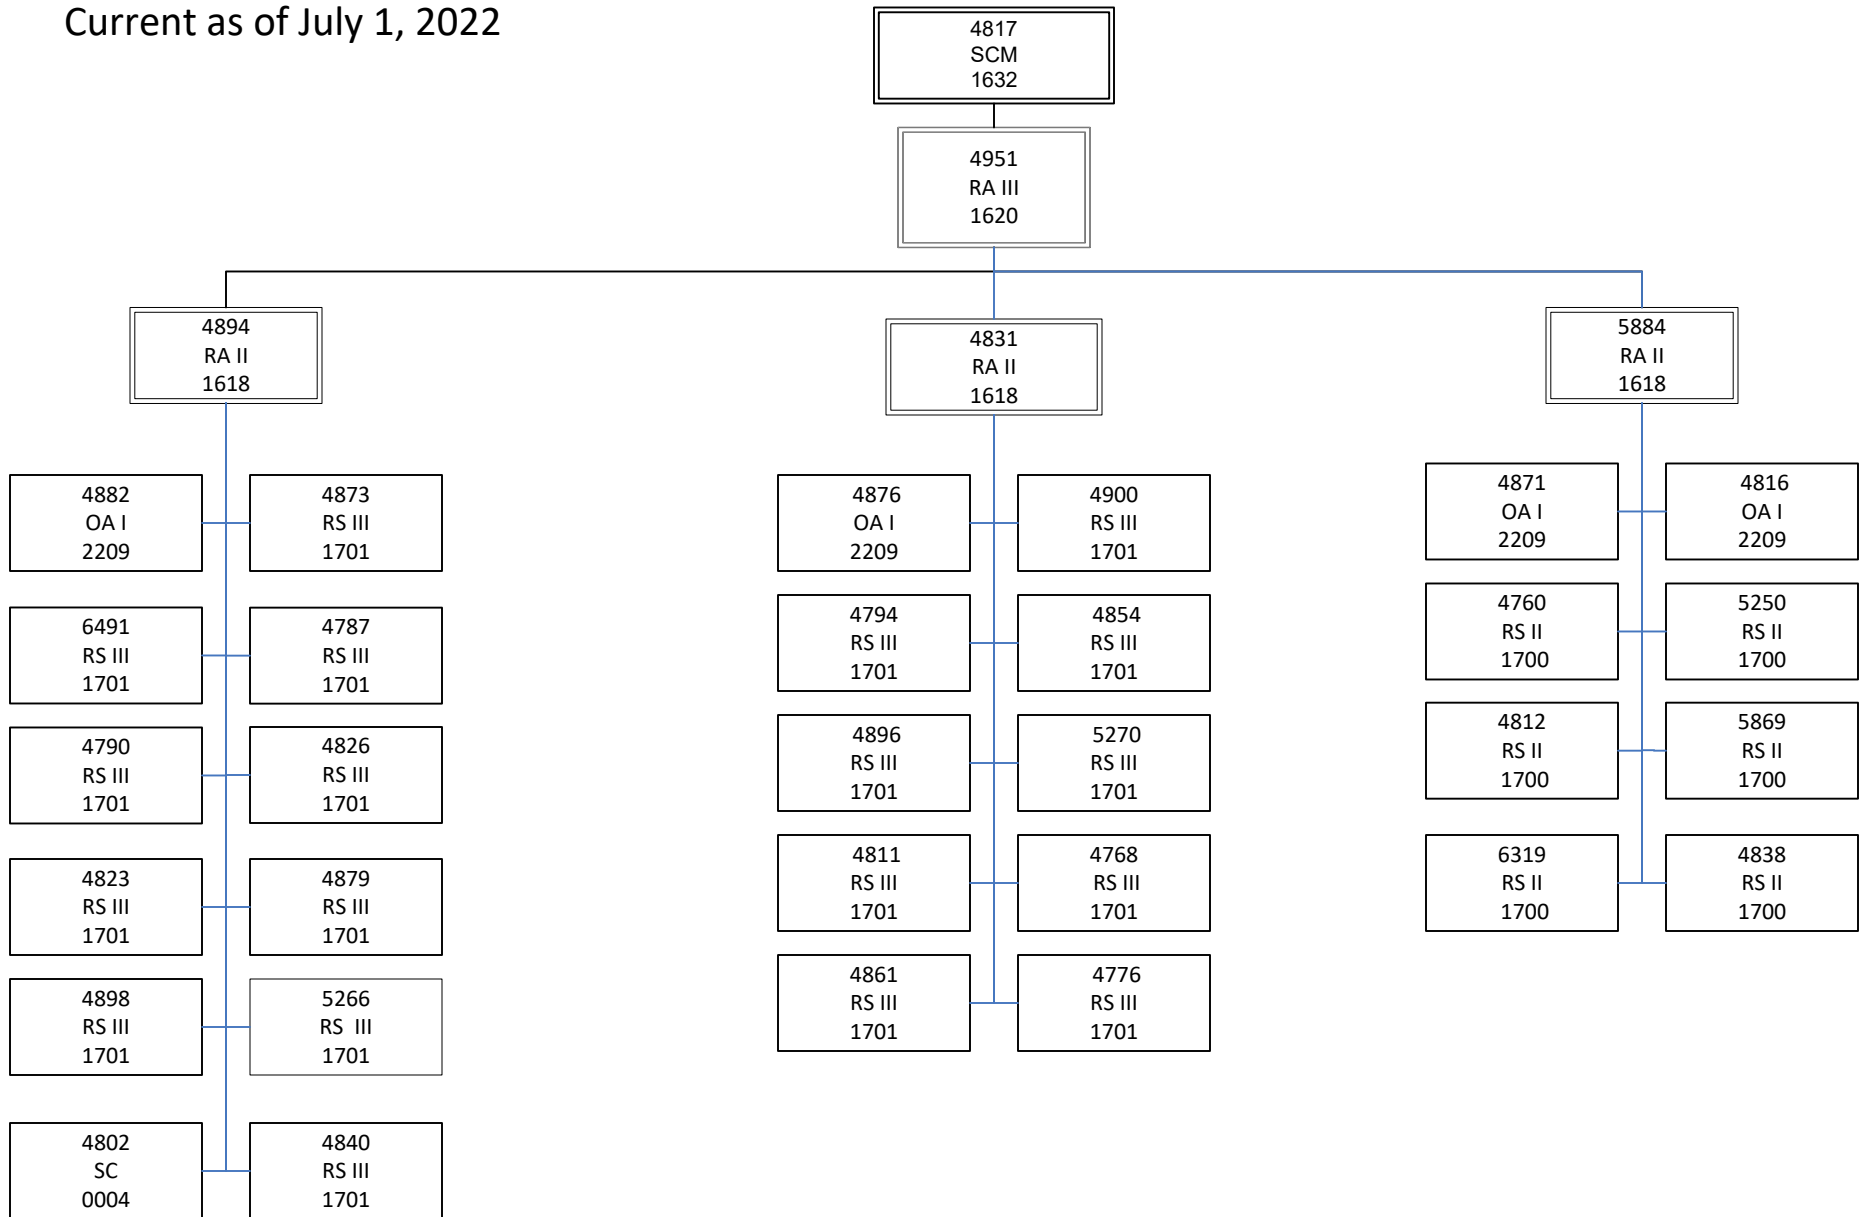 Current as of July 1, 2022
4817
SCM
1632
4951
RA III
1620
4894
RA II
1618
4831
RA II
1618
5884
RA II
1618
4882
OA I
2209
4873
RS III
1701
6491
RS III
1701
4787
RS III
1701
4790
RS III
1701
4826
RS III
1701
4823
RS III
1701
4879
RS III
1701
4898
RS III
1701
5266
RS  III
1701
4802
SC
0004
4840
RS III
1701
4876
OA I
2209
4900
RS III
1701
4794
RS III
1701
4854
RS III
1701
4896
RS III
1701
5270
RS III
1701
4811
RS III
1701
4768
RS III
1701
4861
RS III
1701
4776
RS III
1701
4871
OA I
2209
4816
OA I
2209
4760
RS II
1700
5250
RS II
1700
4812
RS II
1700
5869
RS II
1700
6319
RS II
1700
4838
RS II
1700